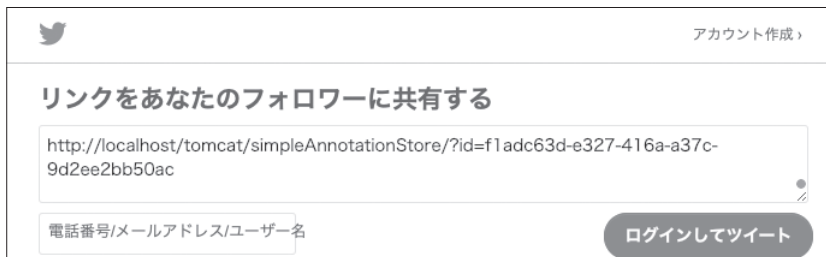 アカウント作成 ›
リンクをあなたのフォロワーに共有する
http://localhost/tomcat/simpleAnnotationStore/?id=f1adc63d-e327-416a-a37c-
9d2ee2bb50ac
電話番号/メールアドレス/ユーザー名
ログインしてツイート